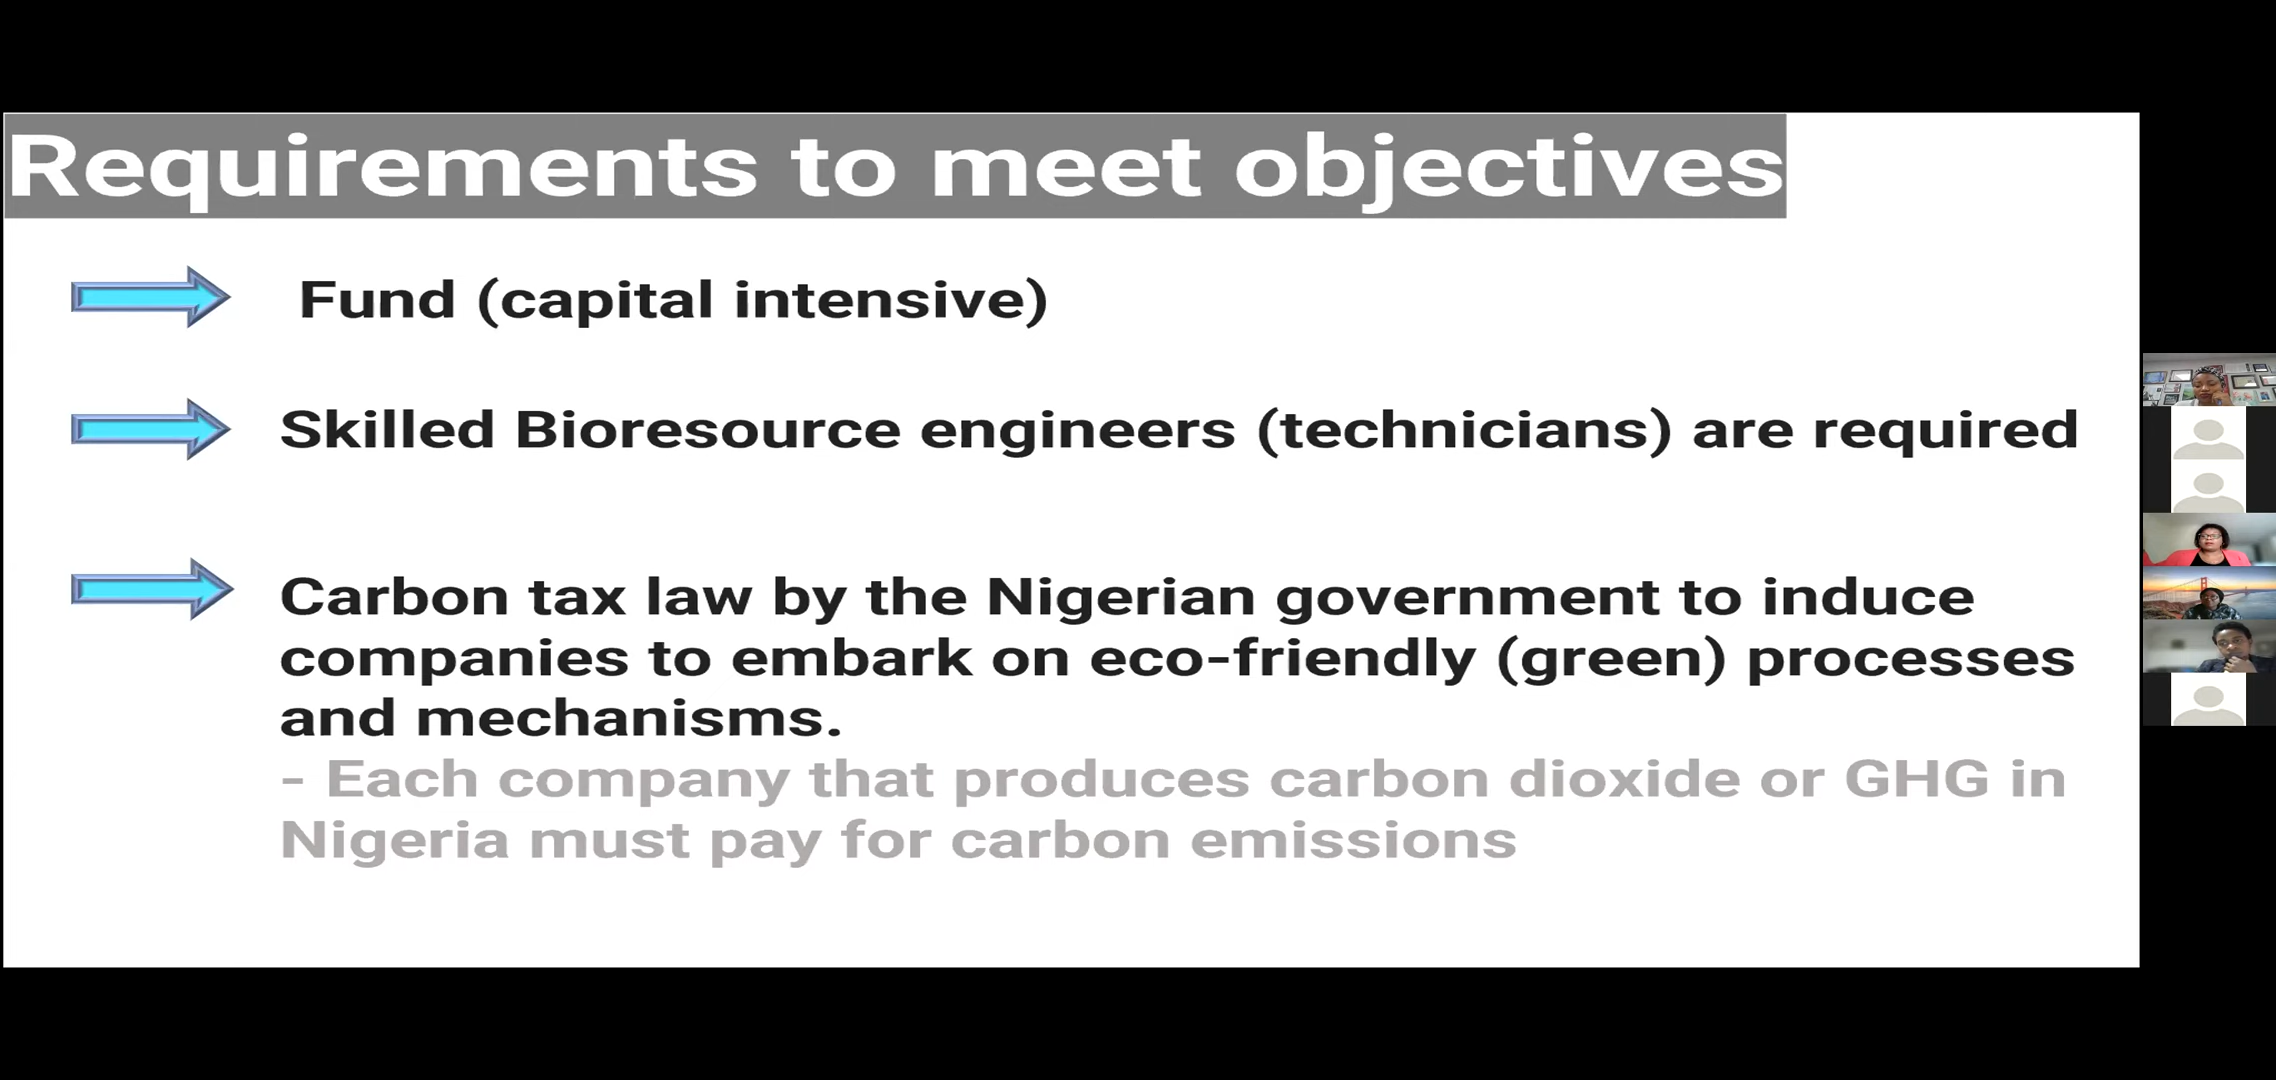 Requirements to meet objectives
Fund (capital intensive)
Skilled Bioresource engineers (technicians) are required
Carbon tax law by the Nigerian government to induce
companies to embark on eco-friendly (green) processes
and mechanisms.
- Each company that produces carbon dioxide or GHG in
Nigeria must pay for carbon emissions